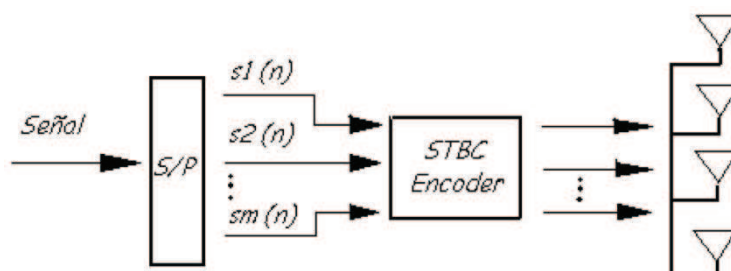 Señal
S/P
s1 (n)
s2 (n)
sm (n)
STBC
Encoder